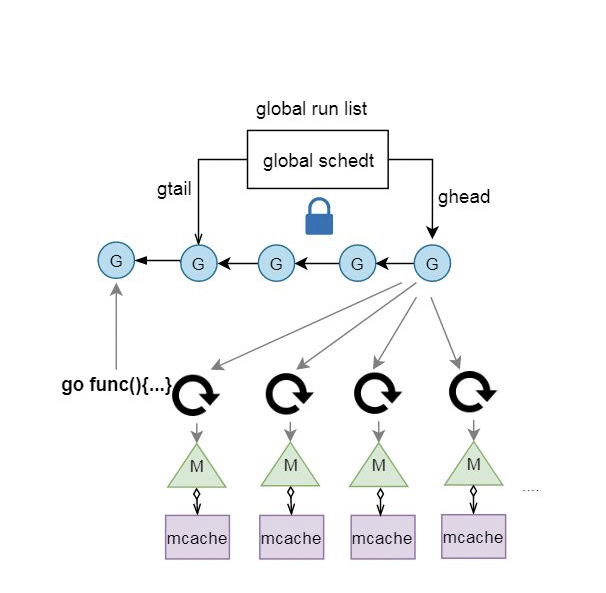 global run list
global schedt
gtail
ghead
G G G G G
go func(){...}
M M M M
....
mcache mcache mcache mcache